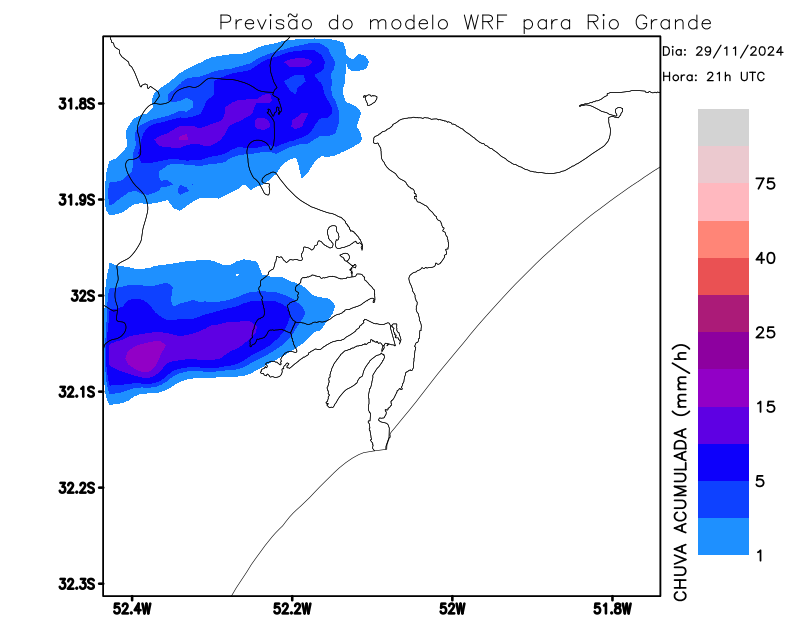 Previsão do modelo WRF para Rio Grande
Dia: 29/11/2024
Hora: 21h UTC
31.8S
31.9S
32S
32.1S
32.2S
32.3S
52.4W
52.2W
52W
51.8W
75
40
25
15
5
1
CHUVA ACUMULADA (mm/h)